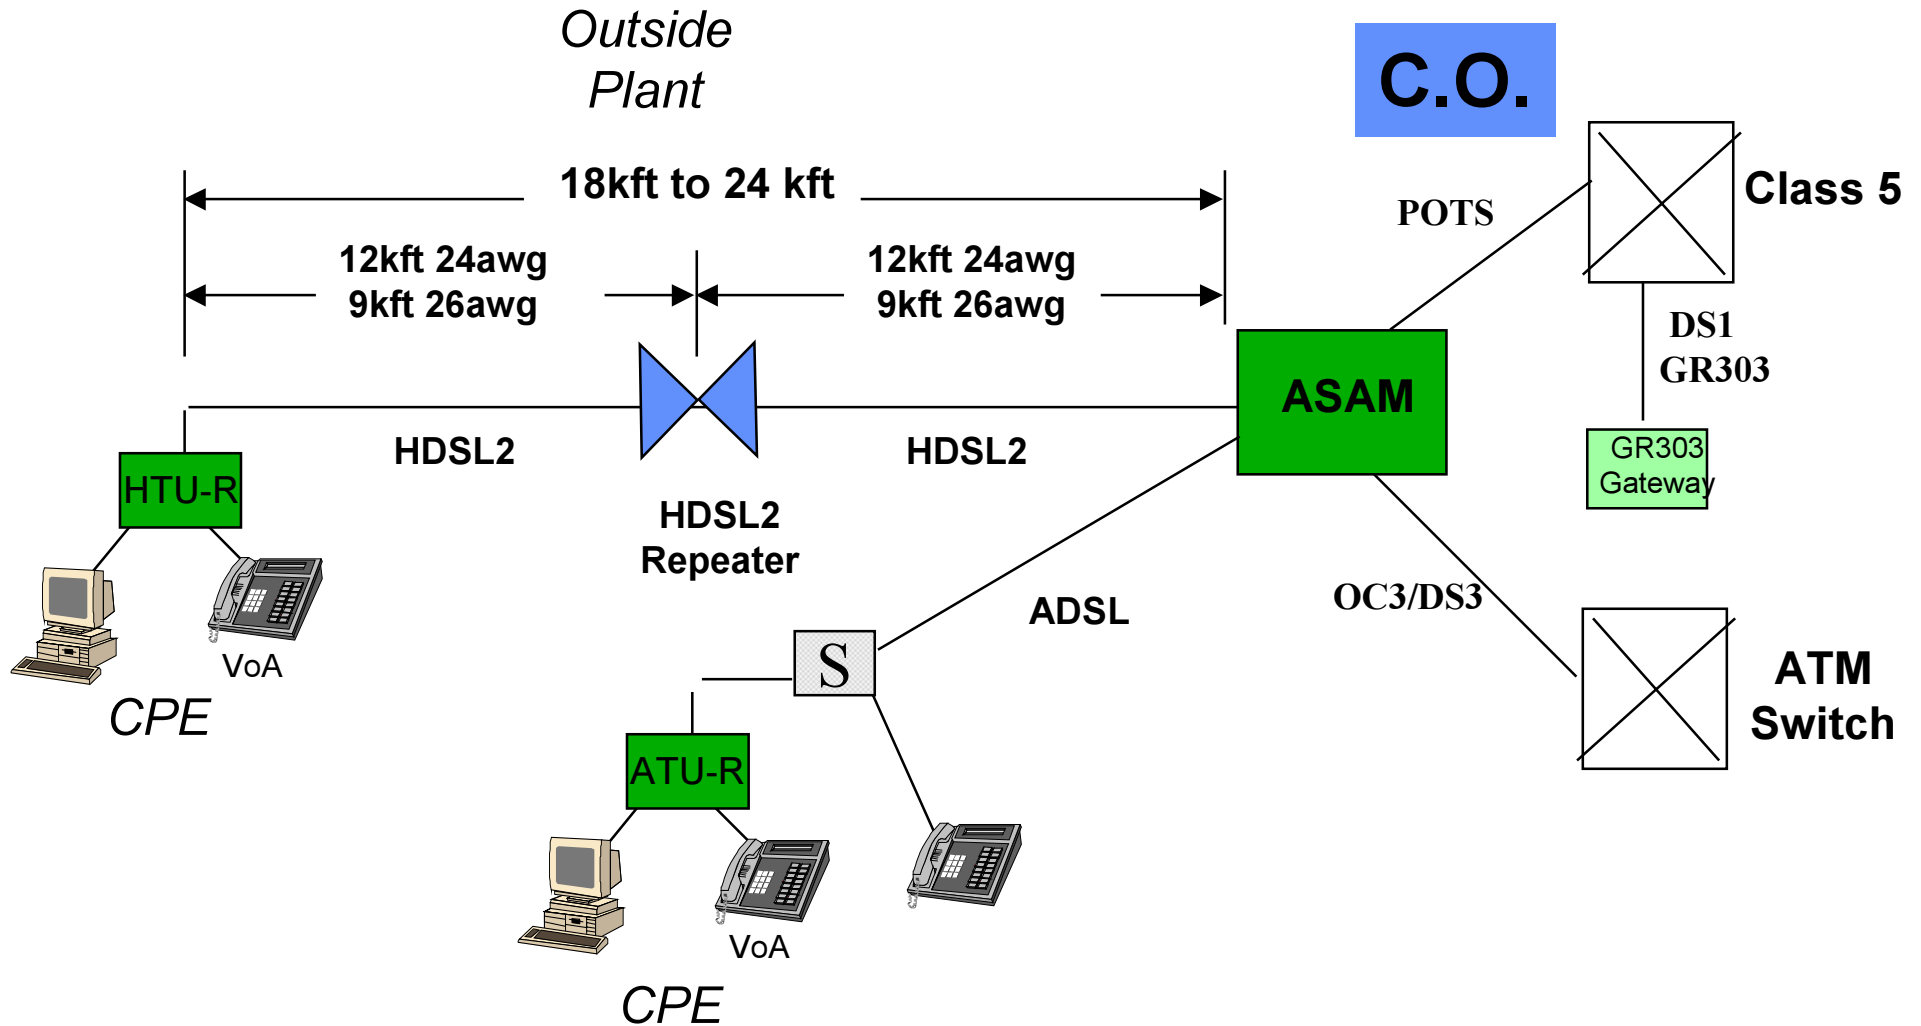 Outside
Plant
C.O.
18kft to 24 kft
Class 5
POTS
12kft 24awg
9kft 26awg
12kft 24awg
9kft 26awg
DS1
GR303
ASAM
HDSL2
HDSL2
GR303
Gateway
HTU-R
HDSL2
Repeater
ADSL
OC3/DS3
VoA
S
ATM
Switch
CPE
ATU-R
VoA
CPE